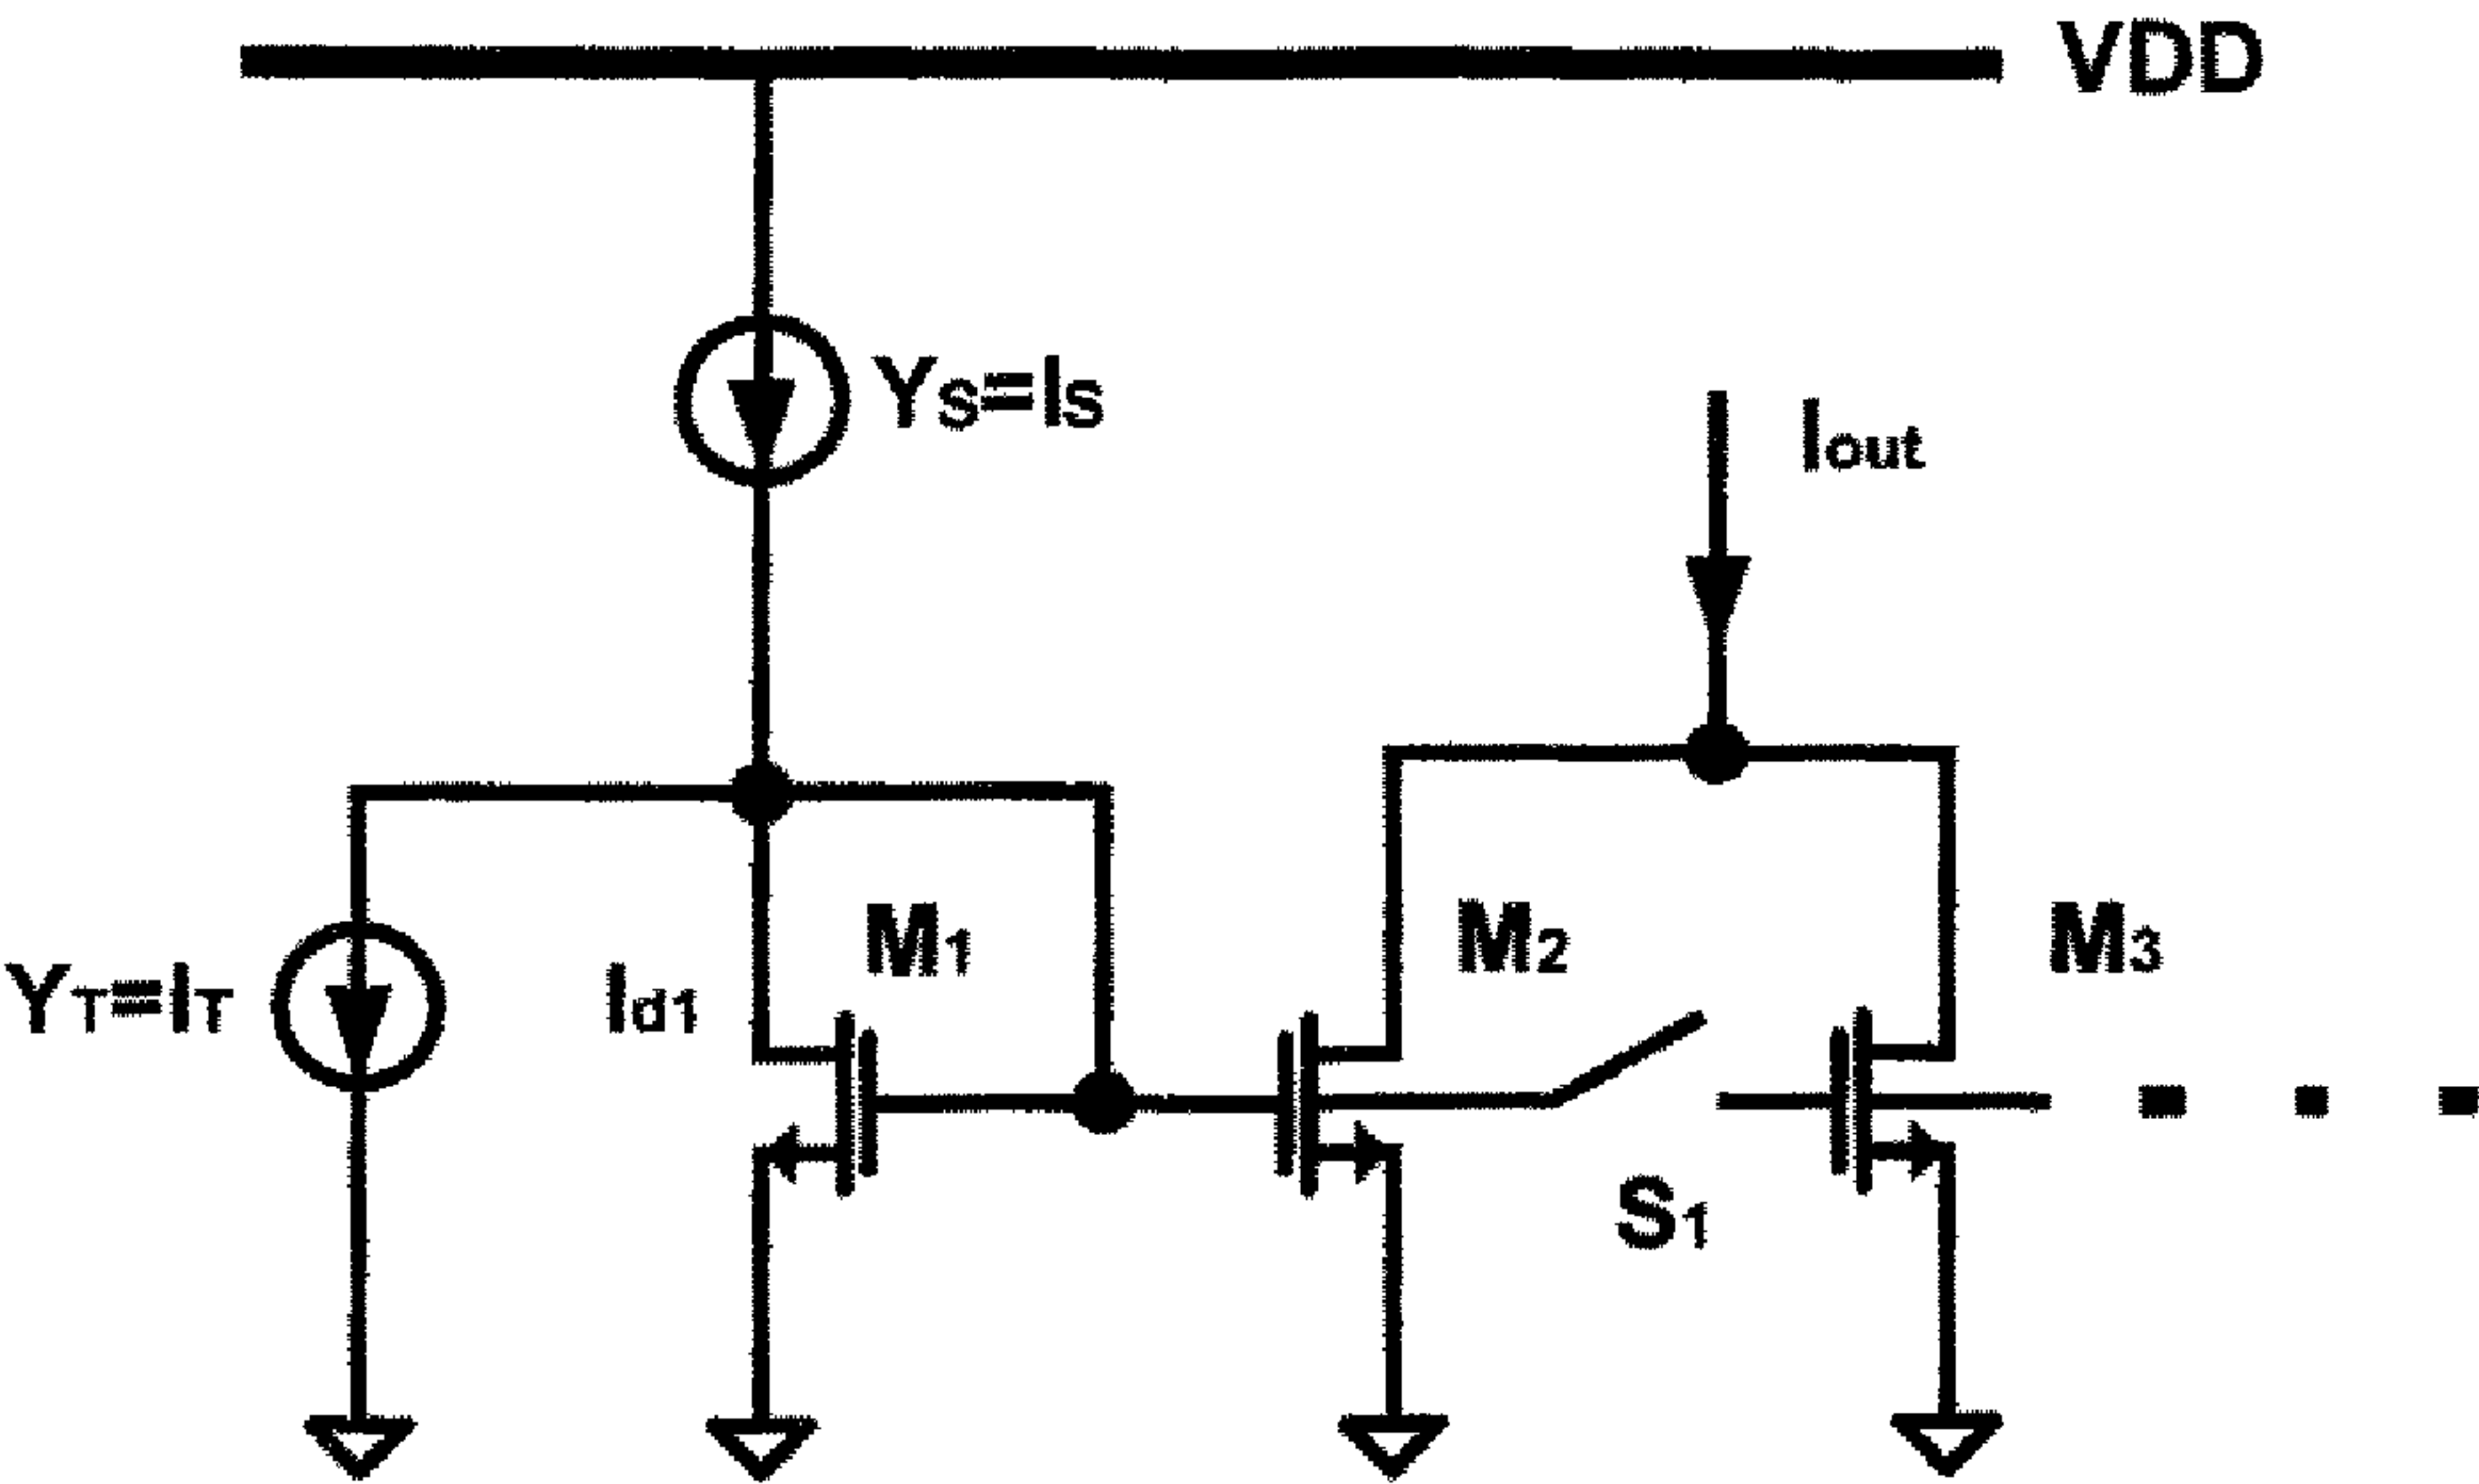 VDD
Ys=Is
Iout
M1
M2
M3
YT=IT
Id1
S1